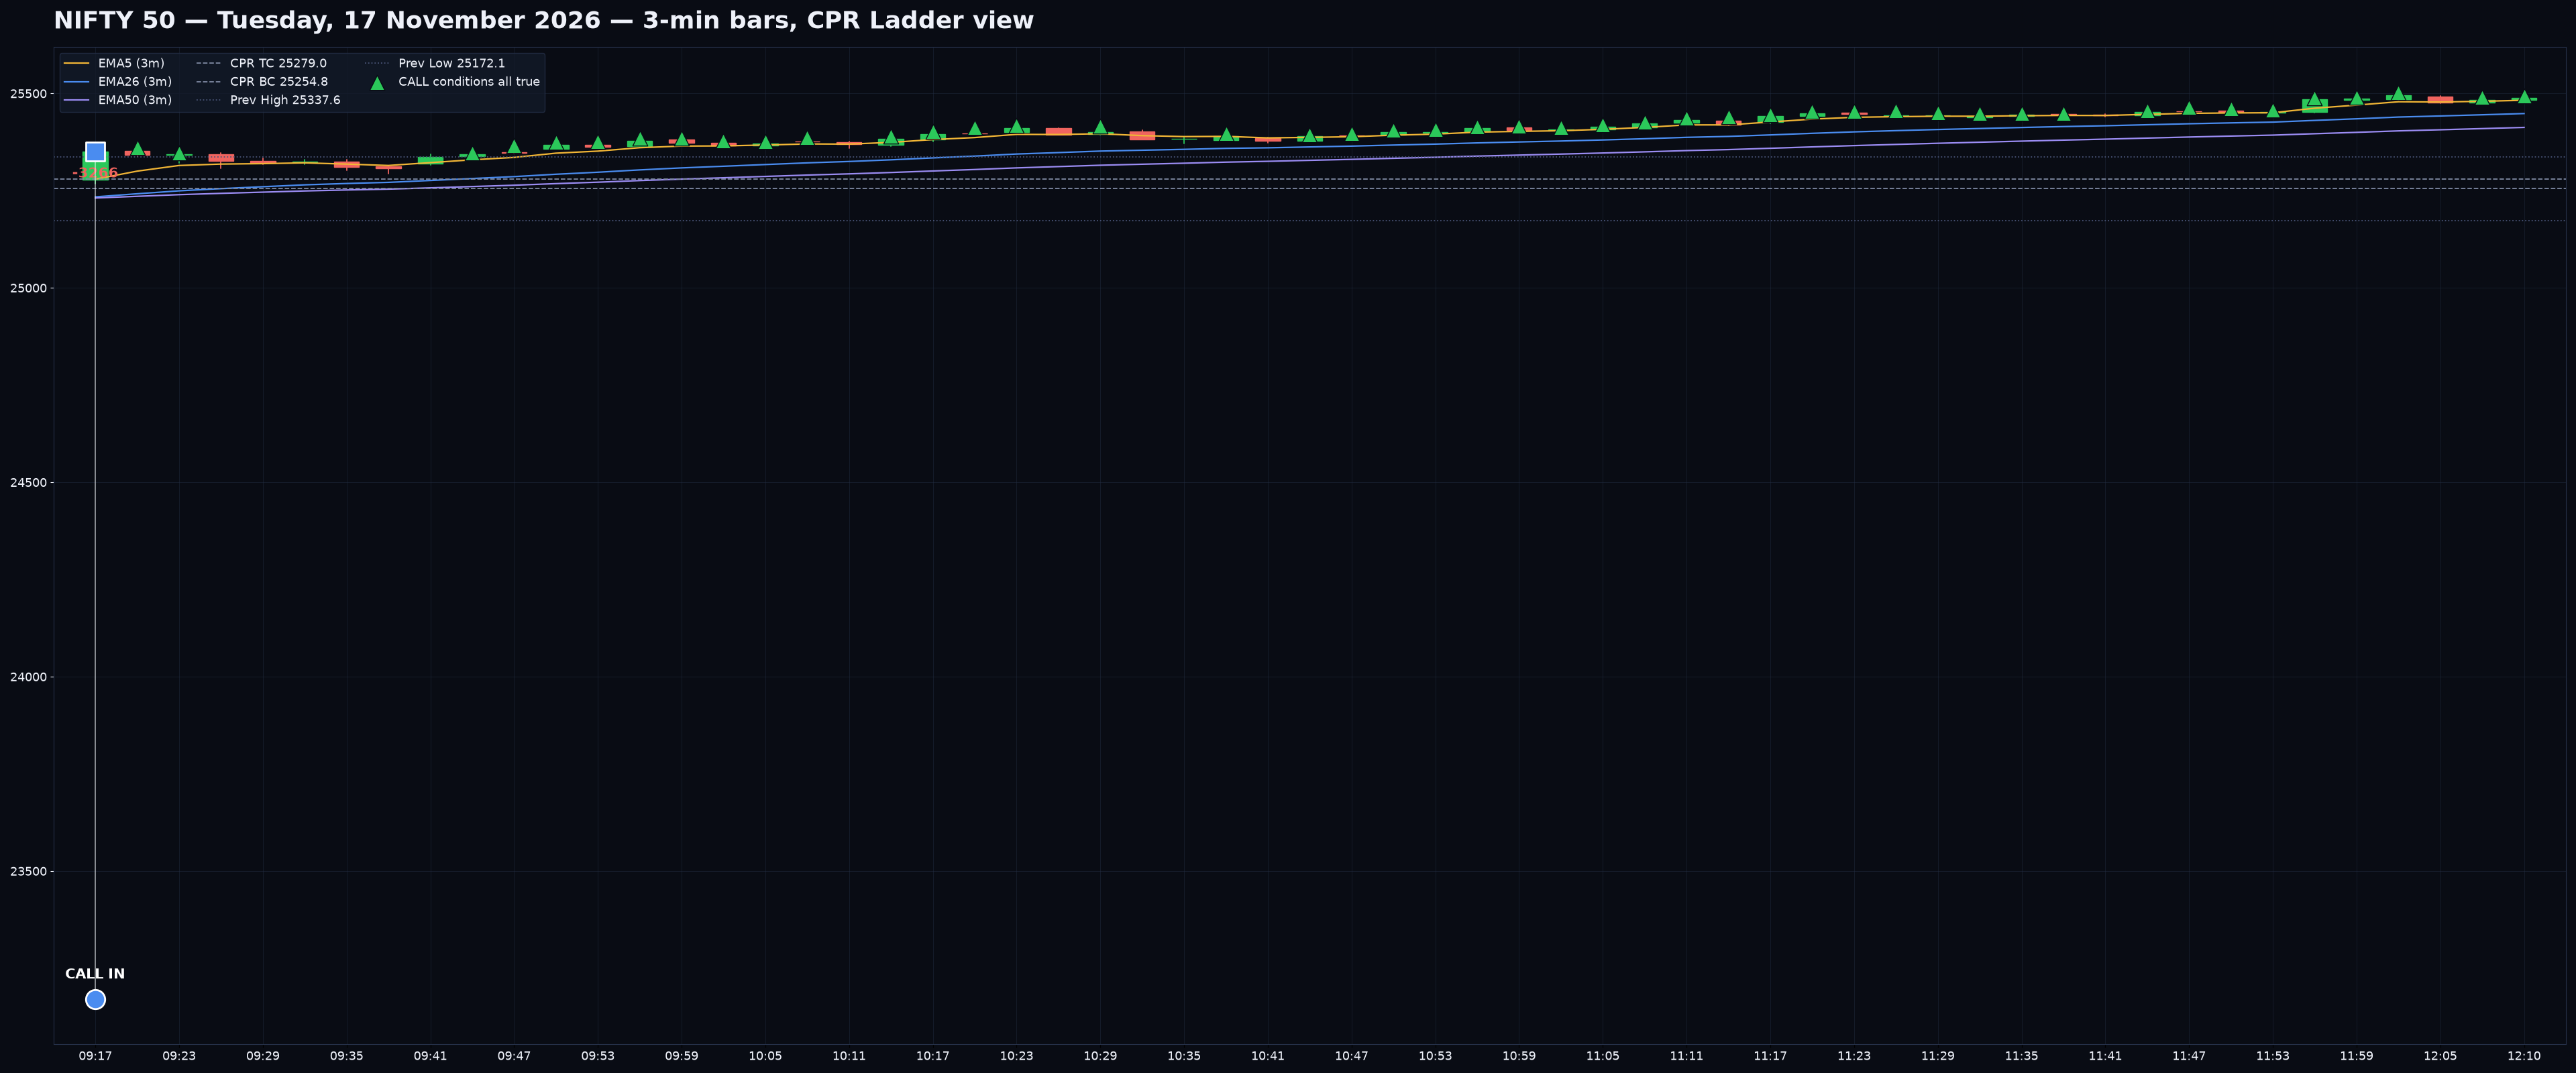 NIFTY 50 — Tuesday, 17 November 2026 — 3-min bars, CPR Ladder view
EMA5 (3m)
EMA26 (3m)
EMA50 (3m)
CPR TC 25279.0
CPR BC 25254.8
Prev High 25337.6
Prev Low 25172.1
CALL conditions all true
25500
25000
24500
24000
23500
CALL IN
09:17 09:23 09:29 09:35 09:41 09:47 09:53 09:59 10:05 10:11 10:17 10:23 10:29 10:35 10:41 10:47 10:53 10:59 11:05 11:11 11:17 11:23 11:29 11:35 11:41 11:47 11:53 11:59 12:05 12:10